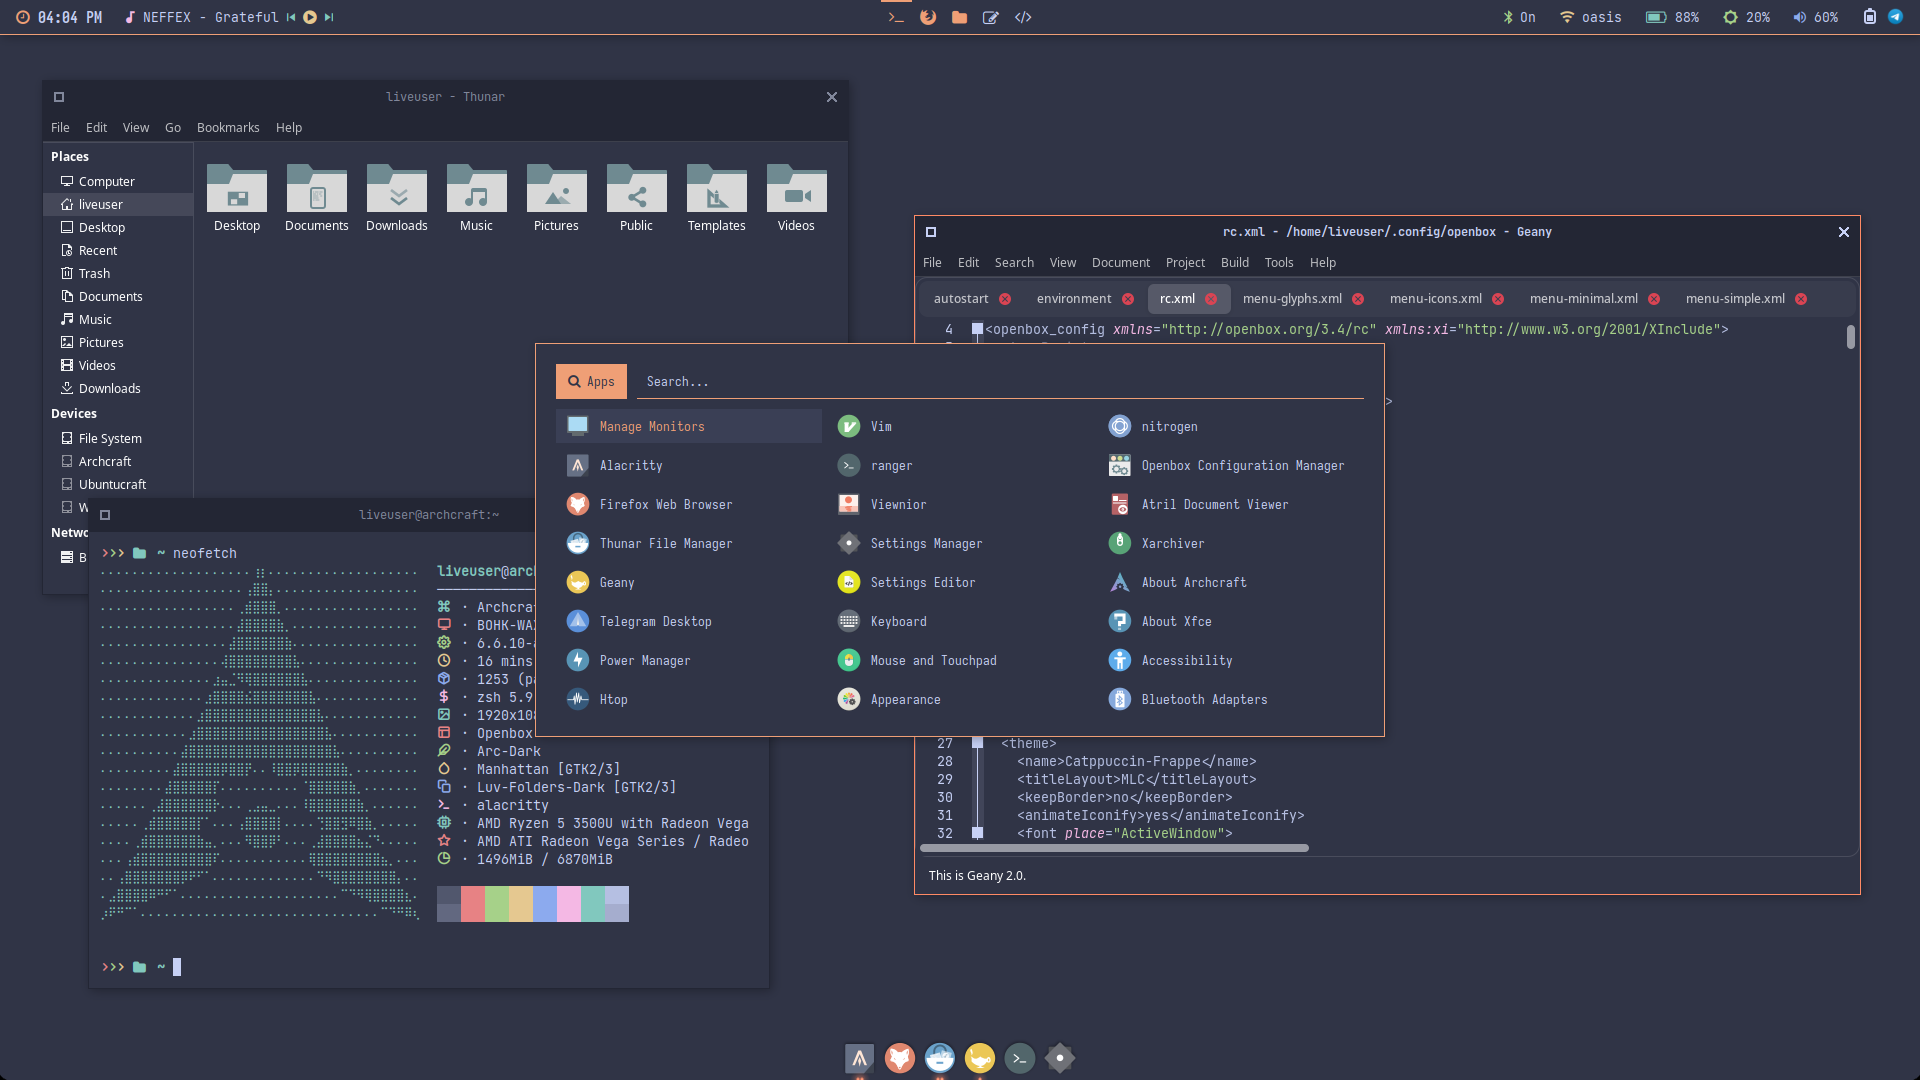 04:04 PM NEFFEX - Grateful
On oasis 88% 20% 60%
liveuser - Thunar
File Edit View Go Bookmarks Help
Places
Computer
liveuser
Desktop
Recent
Trash
Documents
Music
Pictures
Videos
Downloads
Devices
File System
Archcraft
Ubuntucraft
W
Netwo
B
Desktop Documents Downloads Music Pictures Public Templates Videos
rc.xml - /home/liveuser/.config/openbox - Geany
File Edit Search View Document Project Build Tools Help
autostart environment rc.xml menu-glyphs.xml menu-icons.xml menu-minimal.xml menu-simple.xml
4 <openbox_config xmlns="http://openbox.org/3.4/rc" xmlns:xi="http://www.w3.org/2001/XInclude">
>
27 <theme>
28 <name>Catppuccin-Frappe</name>
29 <titleLayout>MLC</titleLayout>
30 <keepBorder>no</keepBorder>
31 <animateIconify>yes</animateIconify>
32 <font place="ActiveWindow">
This is Geany 2.0.
Apps Search...
Manage Monitors
Alacritty
Firefox Web Browser
Thunar File Manager
Geany
Telegram Desktop
Power Manager
Htop
Vim
ranger
Viewnior
Settings Manager
Settings Editor
Keyboard
Mouse and Touchpad
Appearance
nitrogen
Openbox Configuration Manager
Atril Document Viewer
Xarchiver
About Archcraft
About Xfce
Accessibility
Bluetooth Adapters
liveuser@archcraft:~
>>> ~ neofetch
liveuser@arc
· Archcra
· BOHK-WA
· 6.6.10-
· 16 mins
· 1253 (p
· zsh 5.9
· 1920x10
· Openbox
· Arc-Dark
· Manhattan [GTK2/3]
· Luv-Folders-Dark [GTK2/3]
· alacritty
· AMD Ryzen 5 3500U with Radeon Vega
· AMD ATI Radeon Vega Series / Radeo
· 1496MiB / 6870MiB
>>> ~